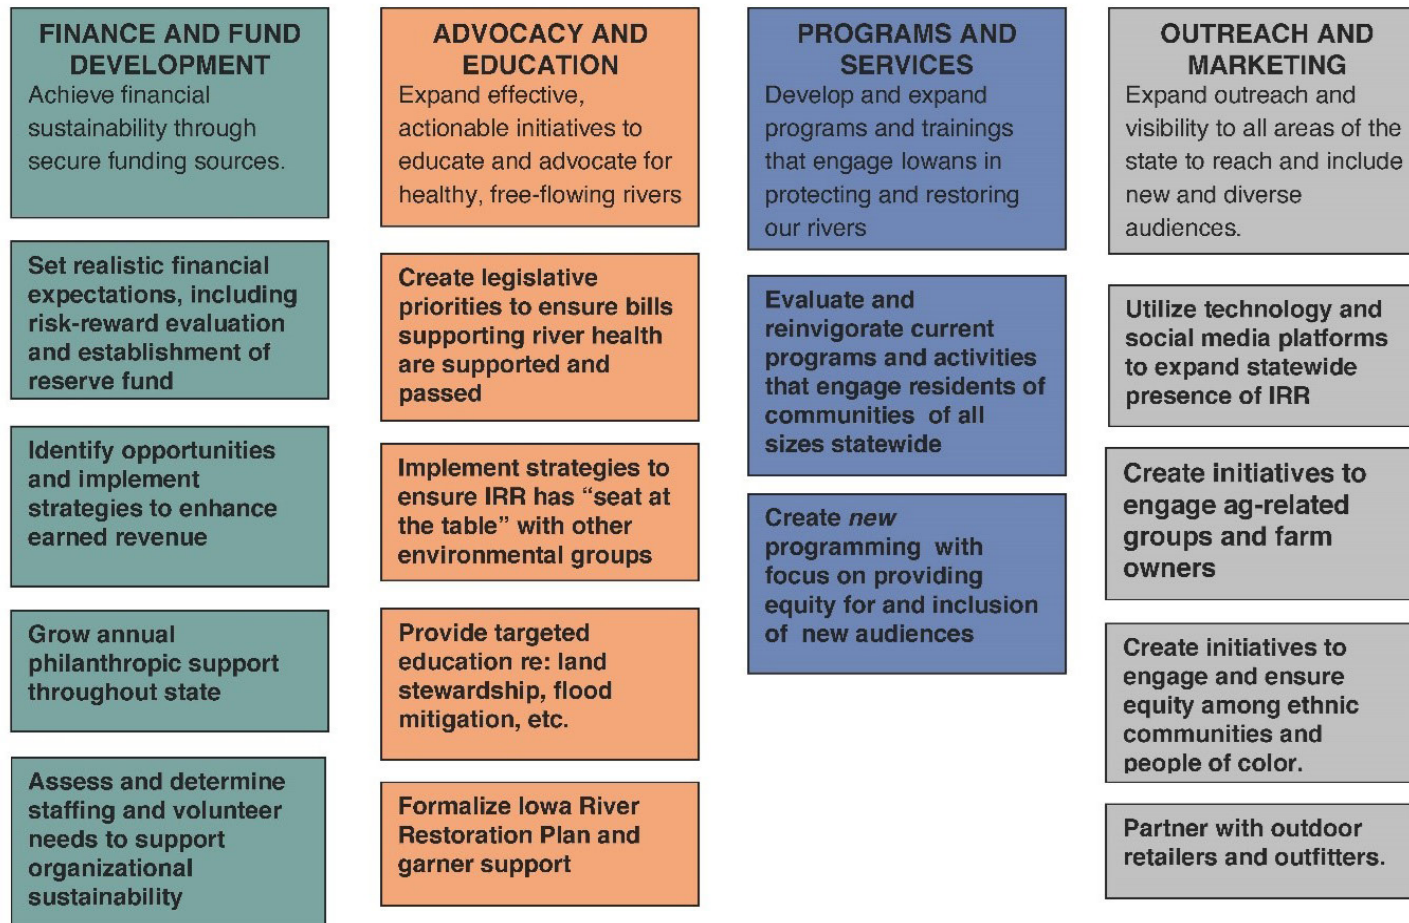 FINANCE AND FUND
DEVELOPMENT
Achieve financial
sustainability through
secure funding sources.
Set realistic financial
expectations, including
risk-reward evaluation
and establishment of
reserve fund
Identify opportunities
and implement
strategies to enhance
earned revenue
Grow annual
philanthropic support
throughout state
Assess and determine
staffing and volunteer
needs to support
organizational
sustainability
ADVOCACY AND
EDUCATION
Expand effective,
actionable initiatives to
educate and advocate for
healthy, free-flowing rivers
Create legislative
priorities to ensure bills
supporting river health
are supported and
passed
Implement strategies to
ensure IRR has “seat at
the table” with other
environmental groups
Provide targeted
education re: land
stewardship, flood
mitigation, etc.
Formalize Iowa River
Restoration Plan and
garner support
PROGRAMS AND
SERVICES
Develop and expand
programs and trainings
that engage Iowans in
protecting and restoring
our rivers
Evaluate and
reinvigorate current
programs and activities
that engage residents of
communities of all
sizes statewide
Create new
programming with
focus on providing
equity for and inclusion
of new audiences
OUTREACH AND
MARKETING
Expand outreach and
visibility to all areas of the
state to reach and include
new and diverse
audiences.
Utilize technology and
social media platforms
to expand statewide
presence of IRR
Create initiatives to
engage ag-related
groups and farm
owners
Create initiatives to
engage and ensure
equity among ethnic
communities and
people of color.
Partner with outdoor
retailers and outfitters.